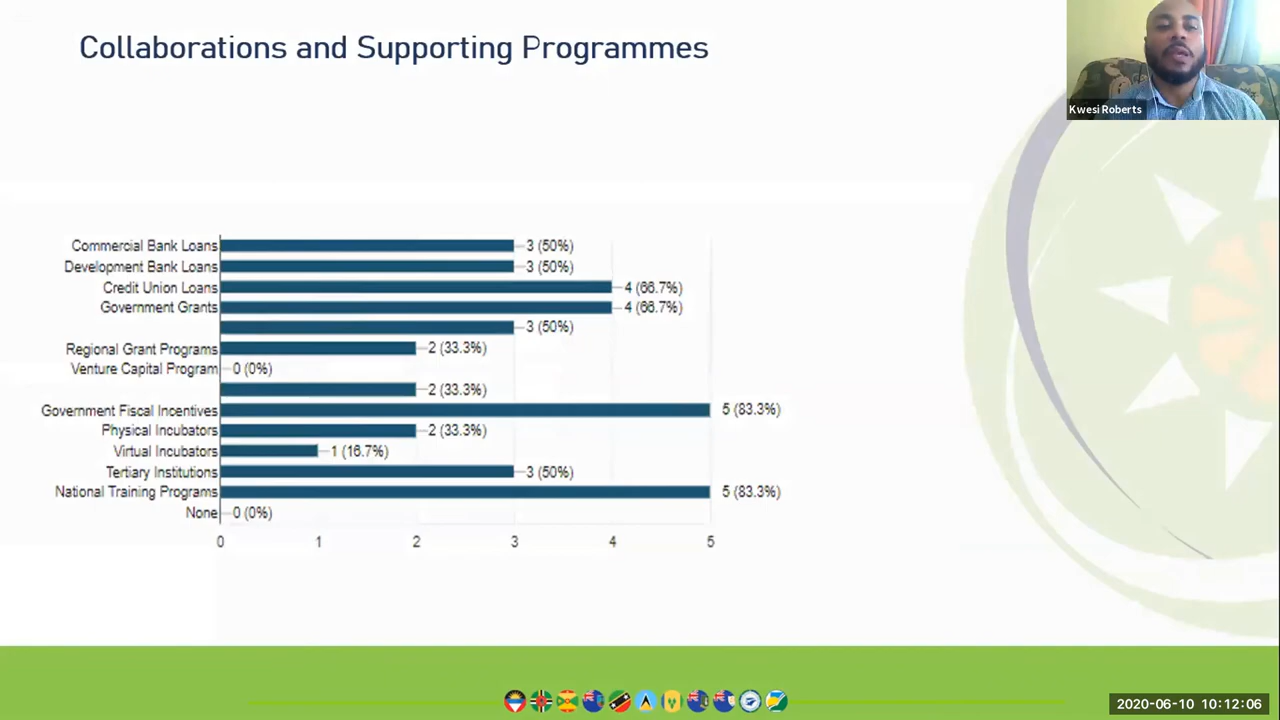 Collaborations and Supporting Programmes
Kwesi Roberts
Commercial Bank Loans 3 (50%)
Development Bank Loans 3 (50%)
Credit Union Loans 4 (66.7%)
Government Grants 4 (66.7%)
3 (50%)
Regional Grant Programs 2 (33.3%)
Venture Capital Program 0 (0%)
2 (33.3%)
Government Fiscal Incentives 5 (83.3%)
Physical Incubators 2 (33.3%)
Virtual Incubators 1 (16.7%)
Tertiary Institutions 3 (50%)
National Training Programs 5 (83.3%)
None 0 (0%)
0 1 2 3 4 5
2020-06-10 10:12:06